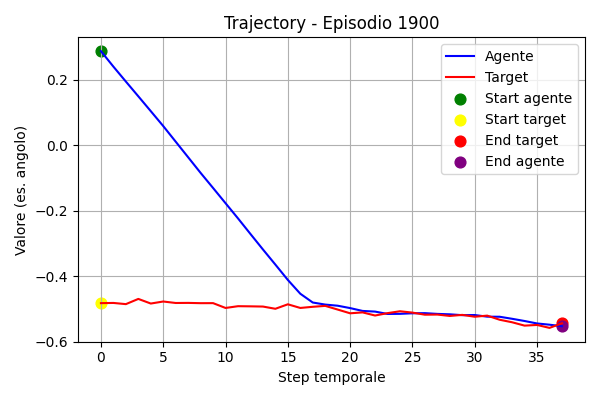 Trajectory - Episodio 1900
Valore (es. angolo)
0.2
0.0
−0.2
−0.4
−0.6
0
5
10
15
20
25
30
35
Step temporale
Agente
Target
Start agente
Start target
End target
End agente